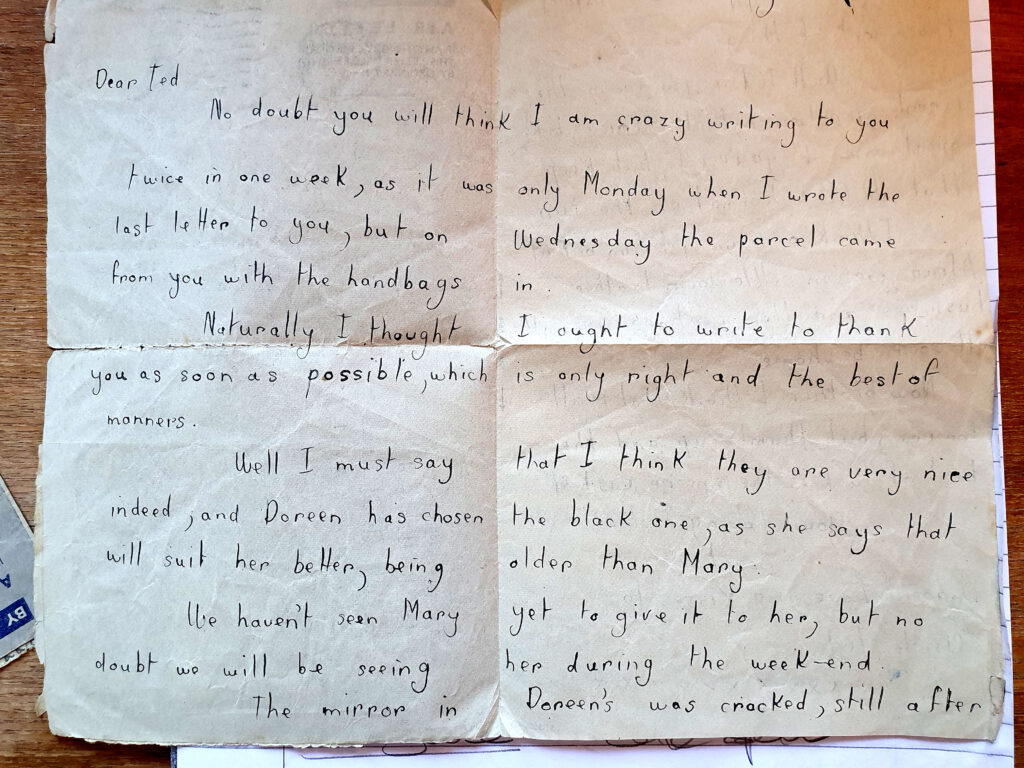 Dear Ted
No doubt you will think I am crazy writing to you
twice in one week, as it was only Monday when I wrote the
last letter to you, but on Wednesday the parcel came
from you with the handbags in.
Naturally I thought I ought to write to thank
you as soon as possible, which is only right and the best of
manners.
Well I must say that I think they are very nice
indeed, and Doreen has chosen the black one, as she says that
will suit her better, being older than Mary.
We haven't seen Mary yet to give it to her, but no
doubt we will be seeing her during the week-end.
The mirror in Doreen's was cracked, still after
BY
A